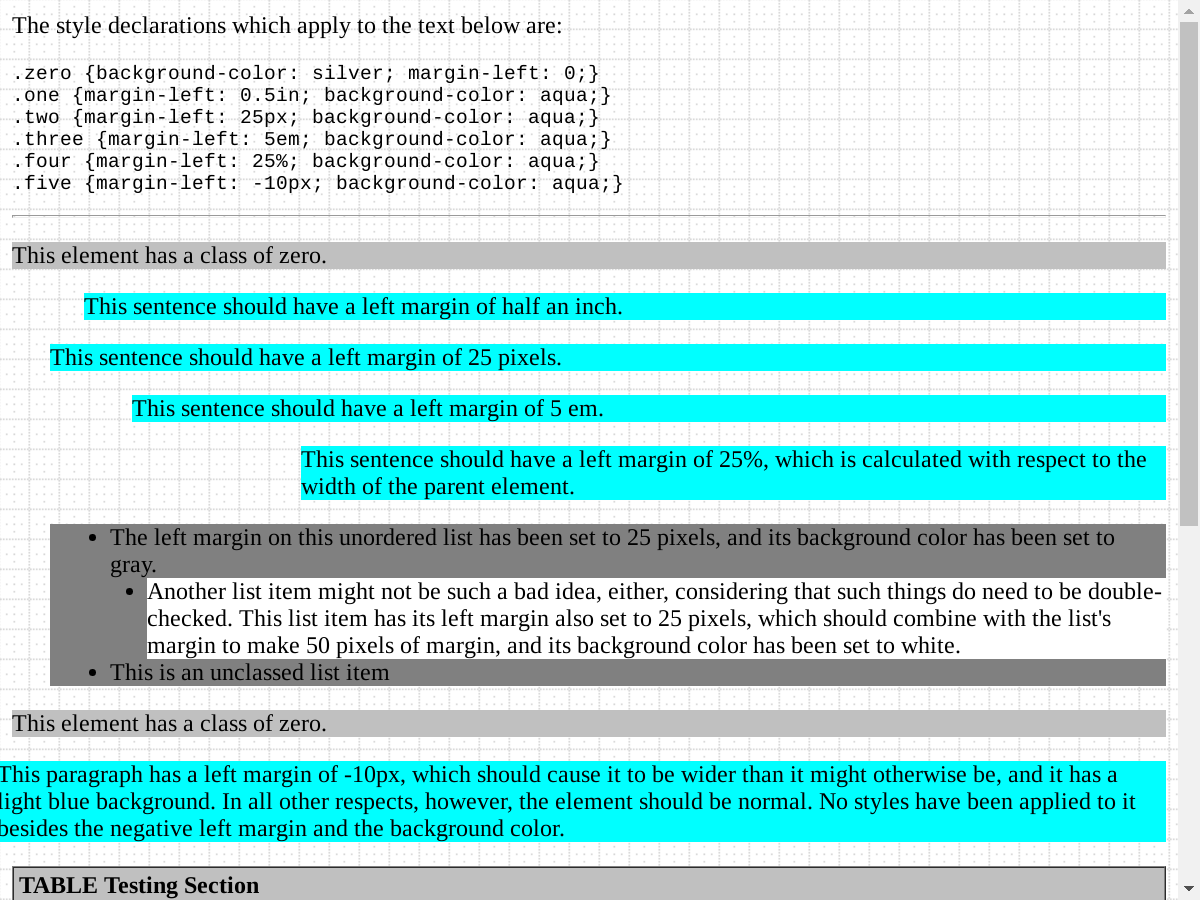 The style declarations which apply to the text below are:
.zero {background-color: silver; margin-left: 0;}
.one {margin-left: 0.5in; background-color: aqua;}
.two {margin-left: 25px; background-color: aqua;}
.three {margin-left: 5em; background-color: aqua;}
.four {margin-left: 25%; background-color: aqua;}
.five {margin-left: -10px; background-color: aqua;}
This element has a class of zero.
This sentence should have a left margin of half an inch.
This sentence should have a left margin of 25 pixels.
This sentence should have a left margin of 5 em.
This sentence should have a left margin of 25%, which is calculated with respect to the
width of the parent element.
• The left margin on this unordered list has been set to 25 pixels, and its background color has been set to
gray.
• Another list item might not be such a bad idea, either, considering that such things do need to be double-
checked. This list item has its left margin also set to 25 pixels, which should combine with the list's
margin to make 50 pixels of margin, and its background color has been set to white.
• This is an unclassed list item
This element has a class of zero.
This paragraph has a left margin of -10px, which should cause it to be wider than it might otherwise be, and it has a
light blue background. In all other respects, however, the element should be normal. No styles have been applied to it
besides the negative left margin and the background color.
TABLE Testing Section